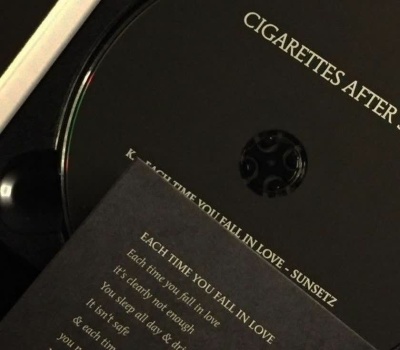 CIGARETTES AFTER
K. EACH TIME YOU FALL IN LOVE - SUNSETZ
EACH TIME YOU FALL IN LOVE
Each time you fall in love
it's clearly not enough
You sleep all day &
It isn't safe
& each time
you